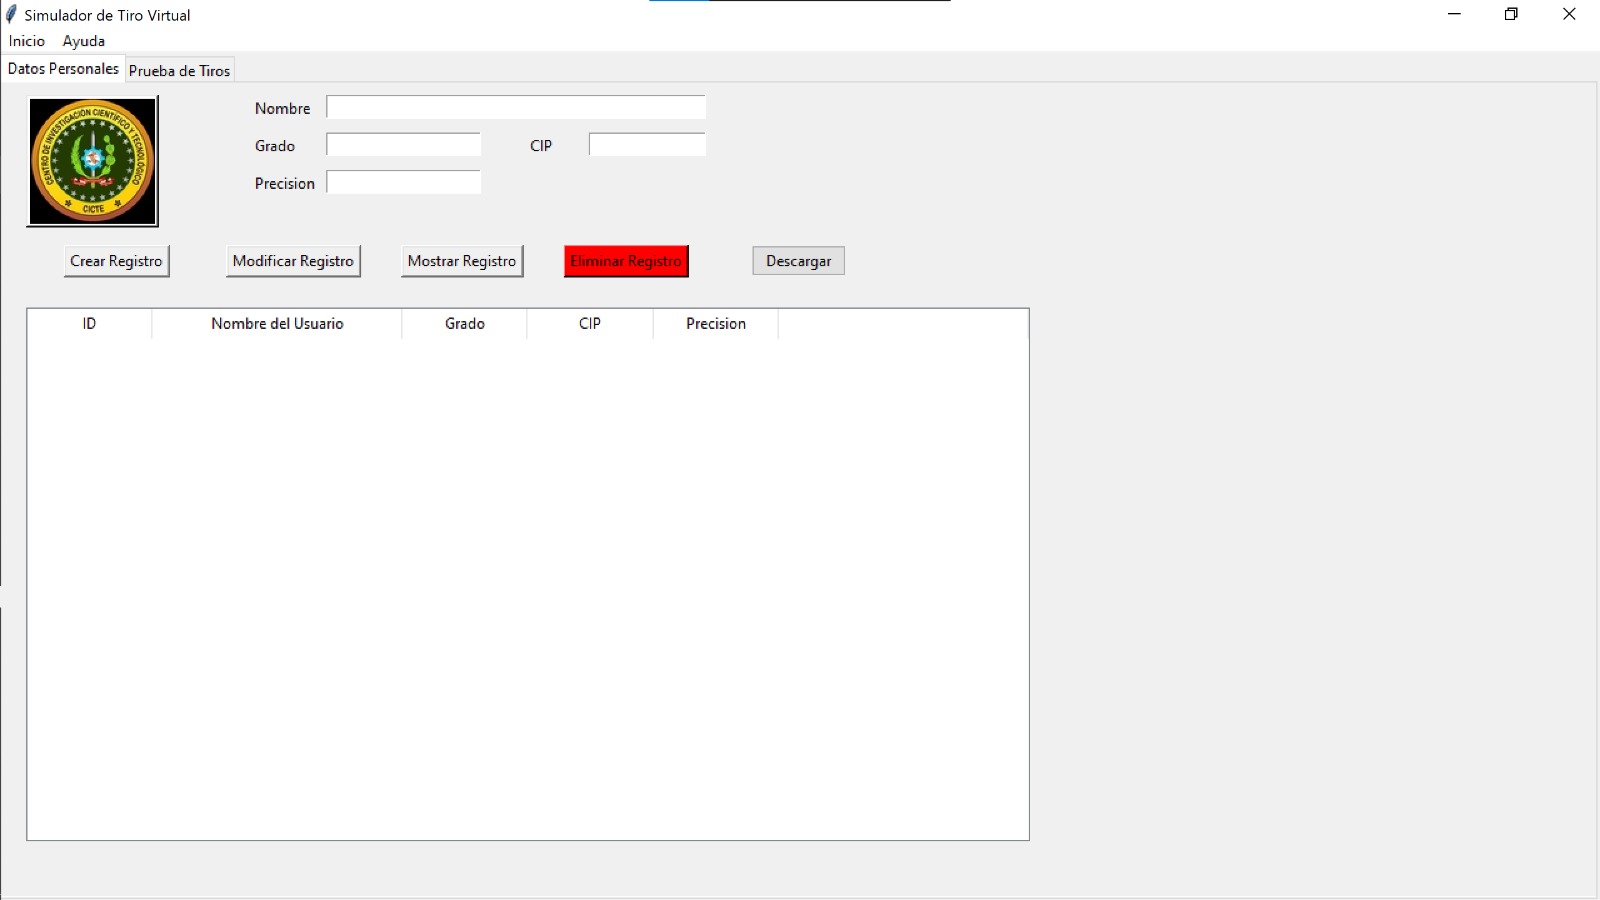 Simulador de Tiro Virtual
Inicio Ayuda
Datos Personales Prueba de Tiros
CENTRO DE INVESTIGACION CIENTIFICO Y TECNOLOGICO
CICTE
Nombre
Grado CIP
Precision
Crear Registro Modificar Registro Mostrar Registro Eliminar Registro Descargar
ID Nombre del Usuario Grado CIP Precision